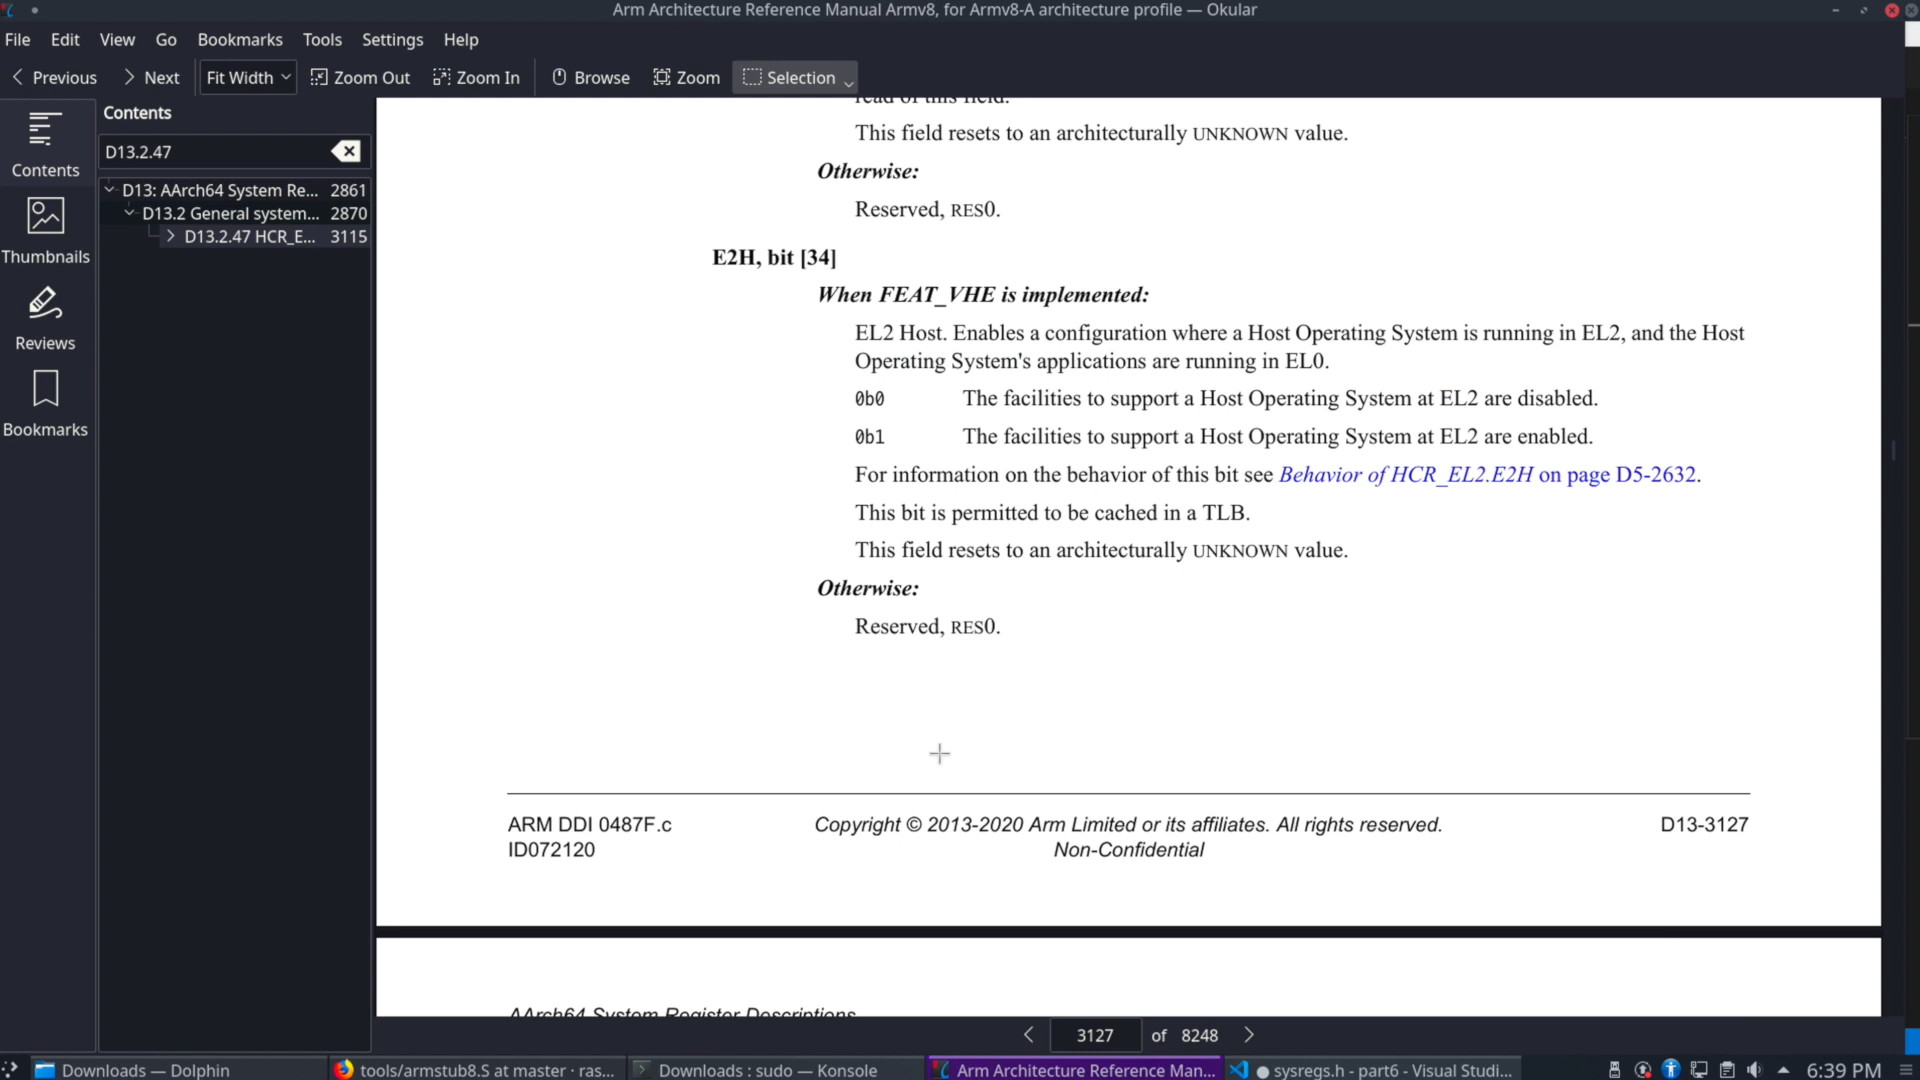 Arm Architecture Reference Manual Armv8, for Armv8-A architecture profile — Okular
File Edit View Go Bookmarks Tools Settings Help
Previous Next Fit Width Zoom Out Zoom In Browse Zoom Selection
Contents
Thumbnails
Reviews
Bookmarks
Contents
D13.2.47
D13: AArch64 System Re... 2861
D13.2 General system... 2870
D13.2.47 HCR_E... 3115
read of this field.
This field resets to an architecturally UNKNOWN value.
Otherwise:
Reserved, RES0.
E2H, bit [34]
When FEAT_VHE is implemented:
EL2 Host. Enables a configuration where a Host Operating System is running in EL2, and the Host
Operating System's applications are running in EL0.
0b0 The facilities to support a Host Operating System at EL2 are disabled.
0b1 The facilities to support a Host Operating System at EL2 are enabled.
For information on the behavior of this bit see Behavior of HCR_EL2.E2H on page D5-2632.
This bit is permitted to be cached in a TLB.
This field resets to an architecturally UNKNOWN value.
Otherwise:
Reserved, RES0.
ARM DDI 0487F.c Copyright © 2013-2020 Arm Limited or its affiliates. All rights reserved. D13-3127
ID072120 Non-Confidential
AArch64 System Register Descriptions
3127 of 8248
Downloads — Dolphin tools/armstub8.S at master · ras... Downloads : sudo — Konsole Arm Architecture Reference Man... sysregs.h - part6 - Visual Studi... 6:39 PM